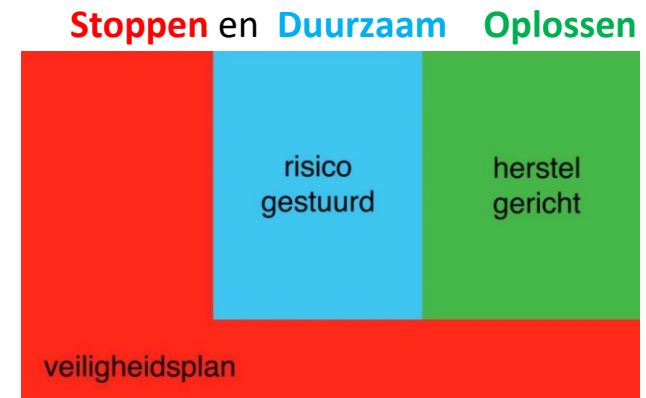 Stoppen en Duurzaam Oplossen
risico
gestuurd
herstel
gericht
veiligheidsplan